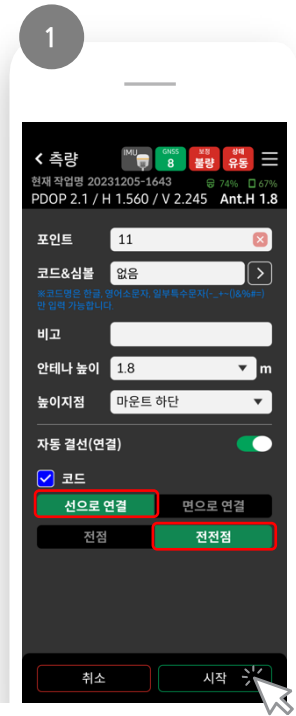 1
< 측량 IMU GNSS 8 보정 불량 상태 유동
현재 작업명 20231205-1643 74% 67%
PDOP 2.1 / H 1.560 / V 2.245 Ant.H 1.8
포인트 11
코드&심볼 없음 >
※코드명은 한글, 영어소문자, 일부특수문자(-_+~()&%#=)
만 입력 가능합니다.
비고
안테나 높이 1.8 m
높이지점 마운트 하단
자동 결선(연결)
코드
선으로 연결 면으로 연결
전점 전전점
취소 시작